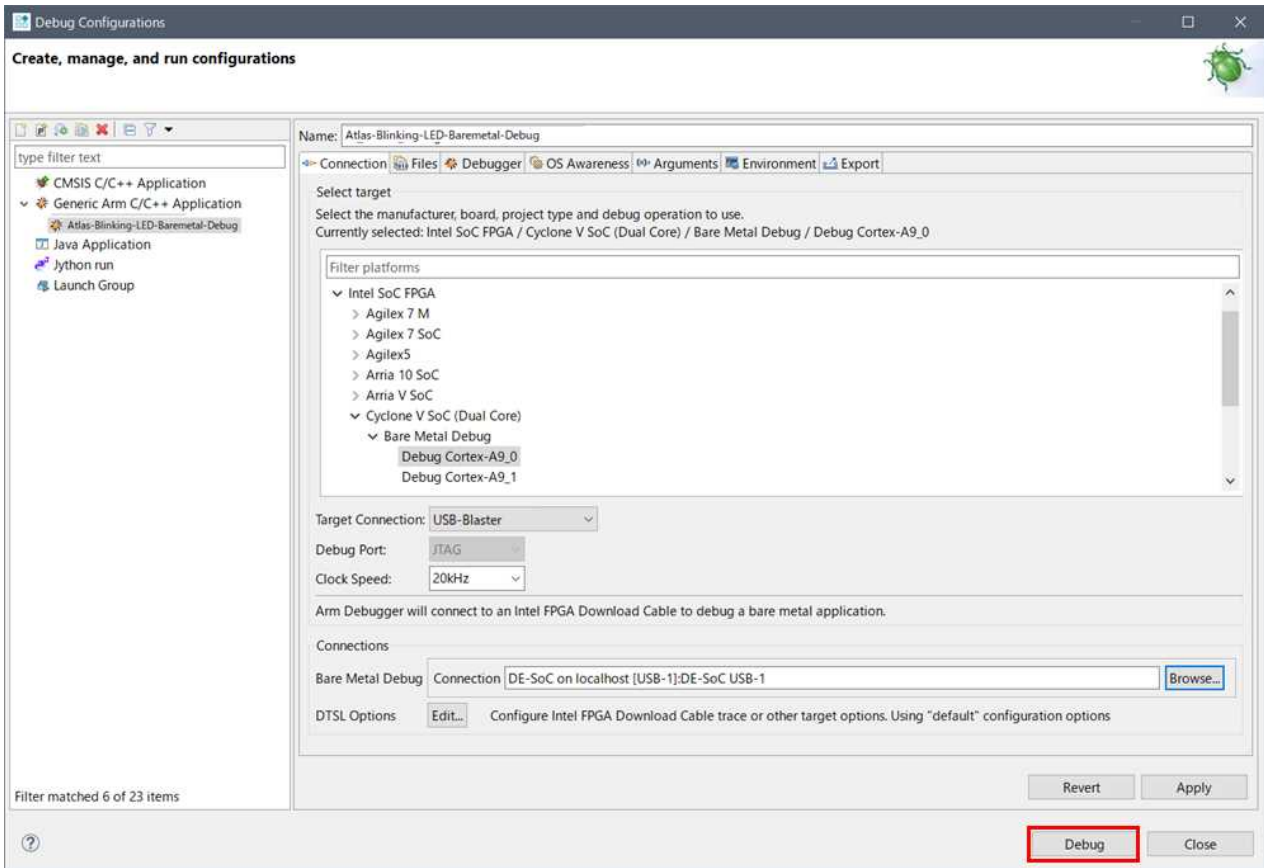 Debug Configurations
Create, manage, and run configurations
type filter text
CMSIS C/C++ Application
Generic Arm C/C++ Application
Atlas-Blinking-LED-Baremetal-Debug
Java Application
Jython run
Launch Group
Filter matched 6 of 23 items
Name: Atlas-Blinking-LED-Baremetal-Debug
Connection Files Debugger OS Awareness Arguments Environment Export
Select target
Select the manufacturer, board, project type and debug operation to use.
Currently selected: Intel SoC FPGA / Cyclone V SoC (Dual Core) / Bare Metal Debug / Debug Cortex-A9_0
Filter platforms
Intel SoC FPGA
Agilex 7 M
Agilex 7 SoC
Agilex5
Arria 10 SoC
Arria V SoC
Cyclone V SoC (Dual Core)
Bare Metal Debug
Debug Cortex-A9_0
Debug Cortex-A9_1
Target Connection: USB-Blaster
Debug Port: JTAG
Clock Speed: 20kHz
Arm Debugger will connect to an Intel FPGA Download Cable to debug a bare metal application.
Connections
Bare Metal Debug Connection DE-SoC on localhost [USB-1]:DE-SoC USB-1 Browse...
DTSL Options Edit... Configure Intel FPGA Download Cable trace or other target options. Using "default" configuration options
Revert Apply
Debug Close